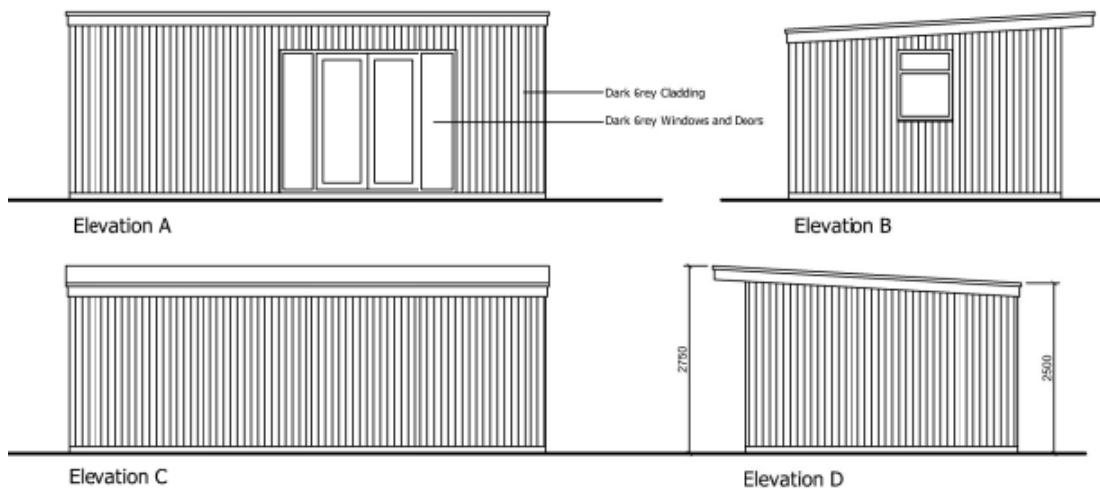 Dark Grey Cladding
Dark Grey Windows and Doors
Elevation A
Elevation B
2750
2500
Elevation C
Elevation D